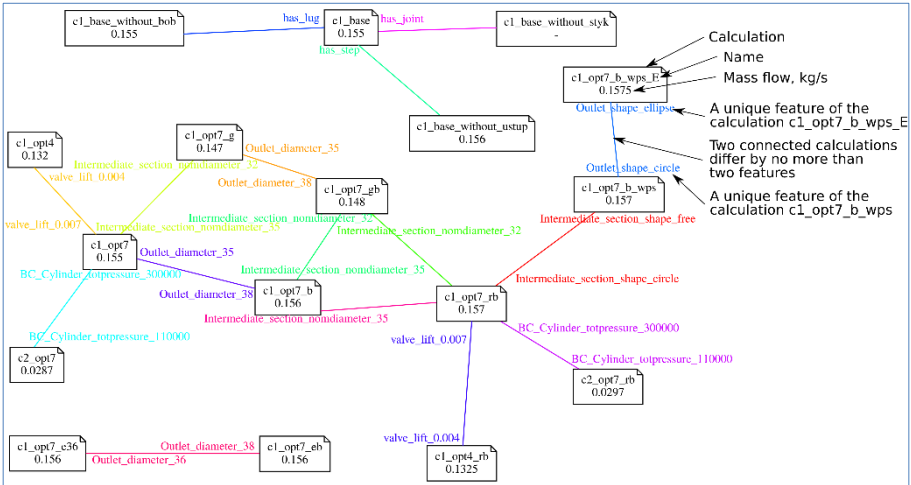 c1_base_without_bob
0.155
has_lug
c1_base
0.155
has_joint
c1_base_without_styk
-
has_step
c1_base_without_ustup
0.156
Calculation
Name
Mass flow, kg/s
c1_opt7_b_wps_E
0.1575
Outlet_shape_ellipse
A unique feature of the
calculation c1_opt7_b_wps_E
Two connected calculations
differ by no more than
two features
Outlet_shape_circle
A unique feature of the
calculation c1_opt7_b_wps
c1_opt7_b_wps
0.157
c1_opt4
0.132
valve_lift_0.004
c1_opt7_g
0.147
Intermediate_section_nomdiameter_32
Outlet_diameter_35
Outlet_diameter_38
c1_opt7_gb
0.148
Intermediate_section_nomdiameter_32
Intermediate_section_nomdiameter_32
valve_lift_0.007
Intermediate_section_nomdiameter_35
c1_opt7
0.155
Outlet_diameter_35
BC_Cylinder_totpressure_300000
Outlet_diameter_38
Intermediate_section_nomdiameter_35
c1_opt7_b
0.156
Intermediate_section_nomdiameter_35
Intermediate_section_shape_free
Intermediate_section_shape_circle
c1_opt7_rb
0.157
BC_Cylinder_totpressure_110000
c2_opt7
0.0287
valve_lift_0.007
BC_Cylinder_totpressure_300000
BC_Cylinder_totpressure_110000
c2_opt7_rb
0.0297
valve_lift_0.004
c1_opt4_rb
0.1325
c1_opt7_e36
0.156
Outlet_diameter_38
Outlet_diameter_36
c1_opt7_eb
0.156